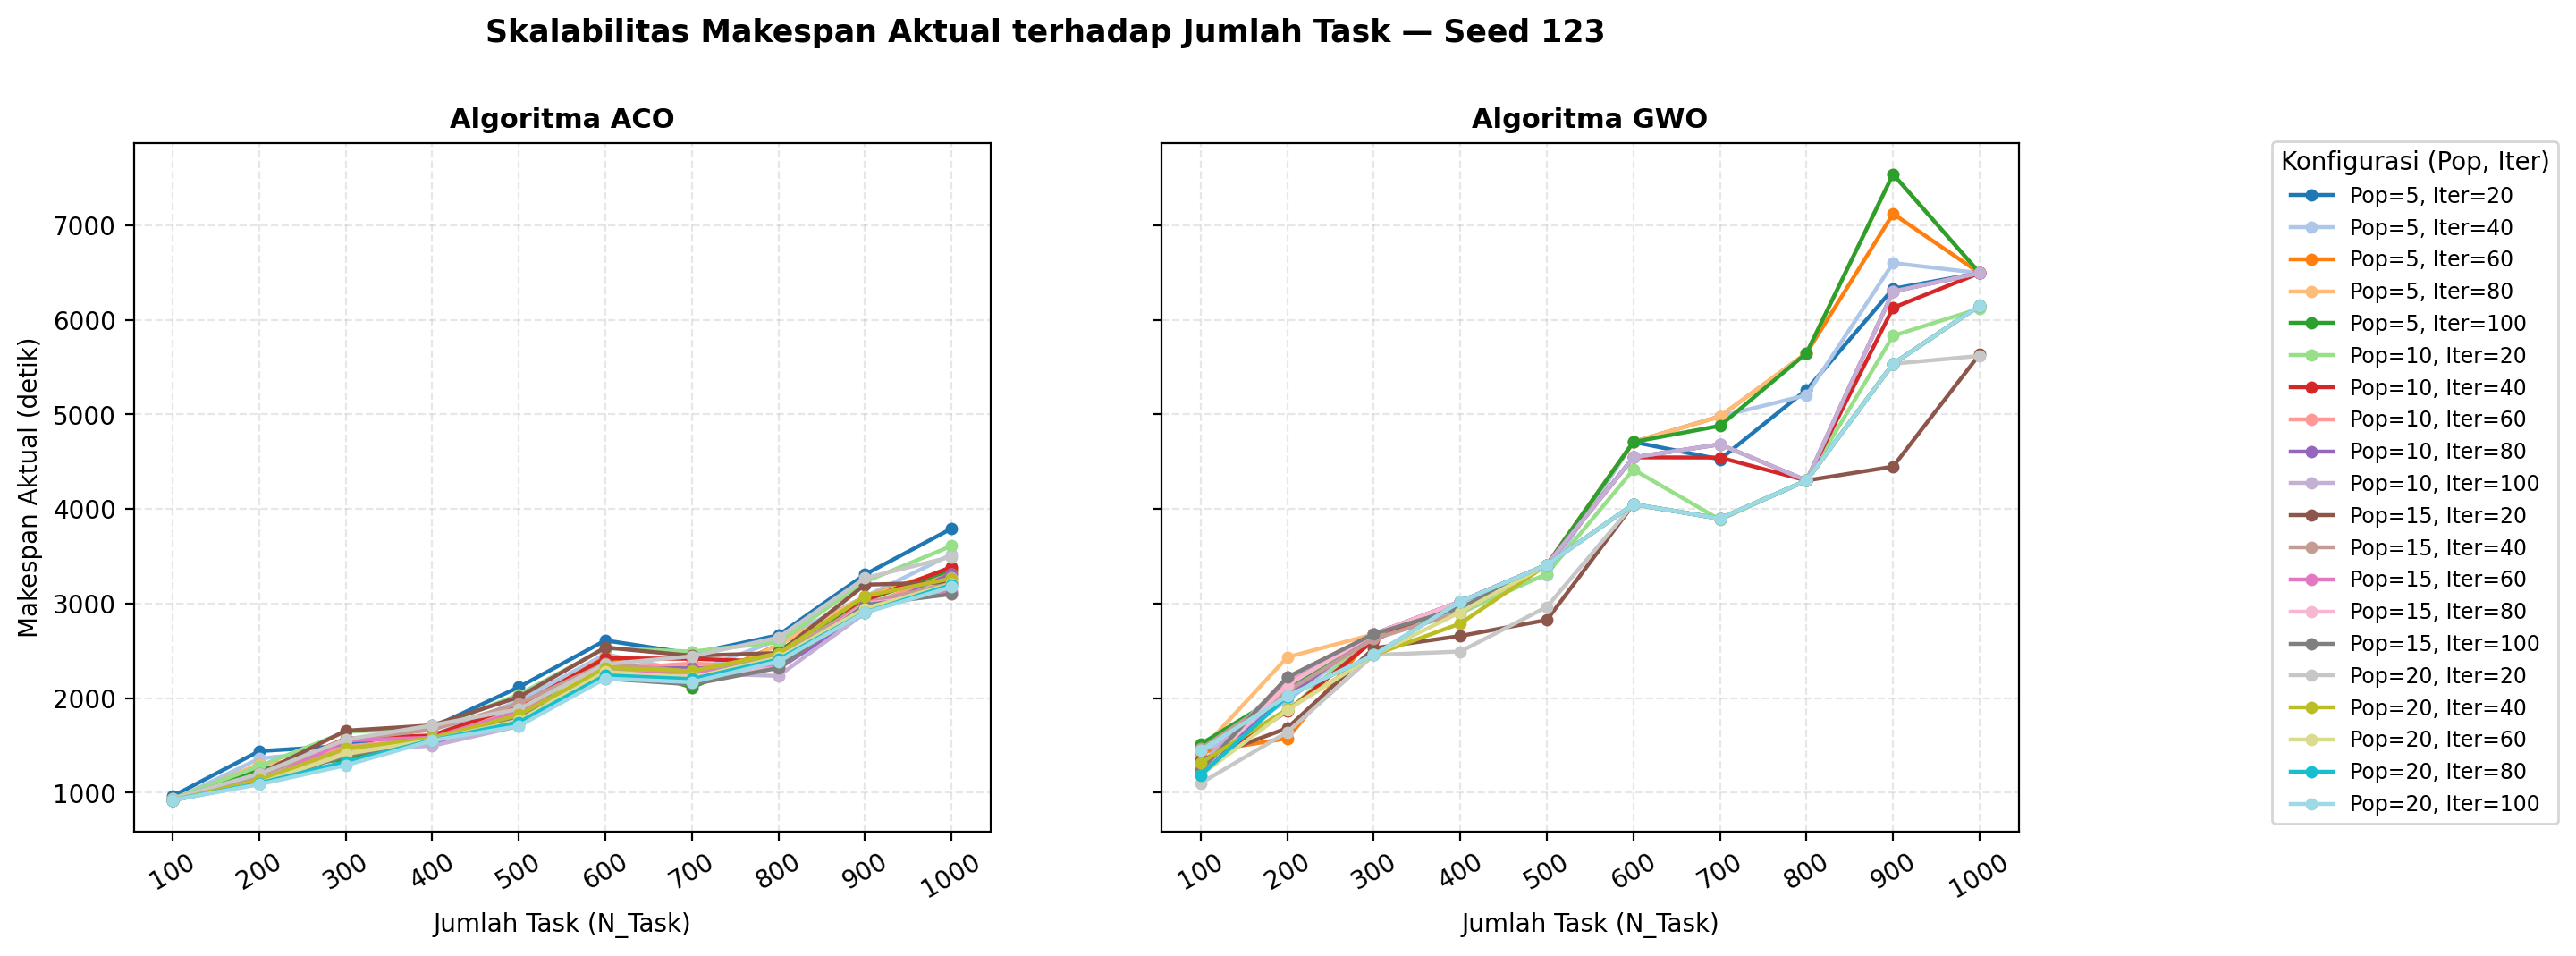 Skalabilitas Makespan Aktual terhadap Jumlah Task — Seed 123
Algoritma ACO
Makespan Aktual (detik)
7000
6000
5000
4000
3000
2000
1000
100 200 300 400 500 600 700 800 900 1000
Jumlah Task (N_Task)
Algoritma GWO
100 200 300 400 500 600 700 800 900 1000
Jumlah Task (N_Task)
Konfigurasi (Pop, Iter)
Pop=5, Iter=20
Pop=5, Iter=40
Pop=5, Iter=60
Pop=5, Iter=80
Pop=5, Iter=100
Pop=10, Iter=20
Pop=10, Iter=40
Pop=10, Iter=60
Pop=10, Iter=80
Pop=10, Iter=100
Pop=15, Iter=20
Pop=15, Iter=40
Pop=15, Iter=60
Pop=15, Iter=80
Pop=15, Iter=100
Pop=20, Iter=20
Pop=20, Iter=40
Pop=20, Iter=60
Pop=20, Iter=80
Pop=20, Iter=100